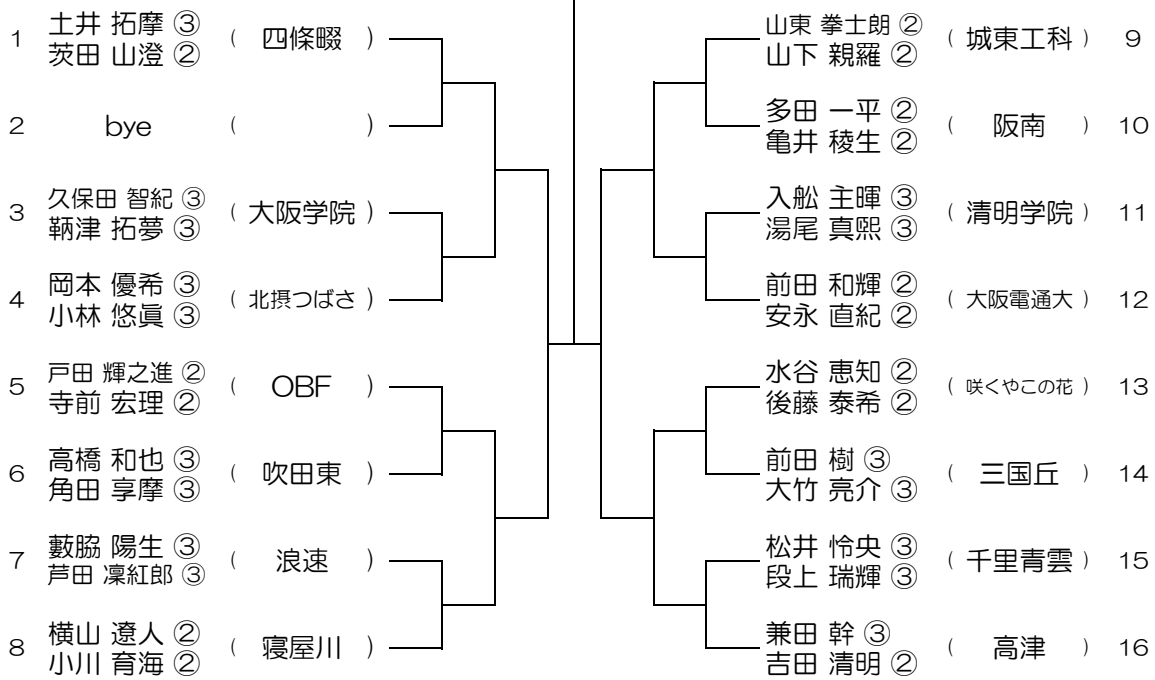 1 土井 拓摩 ③ ( 四條畷 )
茨田 山澄 ②
2 bye ( )
3 久保田 智紀 ③ ( 大阪学院 )
鞆津 拓夢 ③
4 岡本 優希 ③ ( 北摂つばさ )
小林 悠眞 ③
5 戸田 輝之進 ② ( OBF )
寺前 宏理 ②
6 高橋 和也 ③ ( 吹田東 )
角田 享摩 ③
7 藪脇 陽生 ③ ( 浪速 )
芦田 凜紅郎 ③
8 横山 遼人 ② ( 寝屋川 )
小川 育海 ②
山東 拳士朗 ② ( 城東工科 ) 9
山下 親羅 ②
多田 一平 ② ( 阪南 ) 10
亀井 稜生 ②
入舩 主暉 ③ ( 清明学院 ) 11
湯尾 真煕 ③
前田 和輝 ② ( 大阪電通大 ) 12
安永 直紀 ②
水谷 恵知 ② ( 咲くやこの花 ) 13
後藤 泰希 ②
前田 樹 ③ ( 三国丘 ) 14
大竹 亮介 ③
松井 怜央 ③ ( 千里青雲 ) 15
段上 瑞輝 ③
兼田 幹 ③ ( 高津 ) 16
吉田 清明 ②